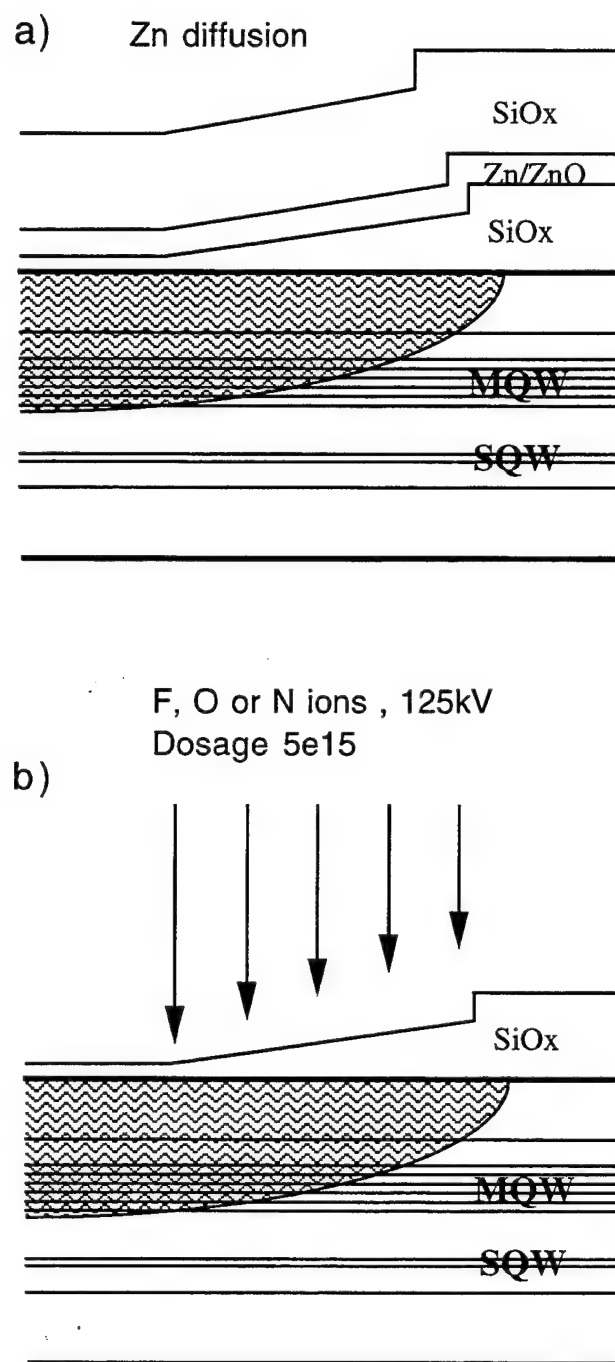 a) Zn diffusion
SiOx
Zn/ZnO
SiOx
MQW
SQW
F, O or N ions , 125kV
Dosage 5e15
b)
SiOx
MQW
SQW